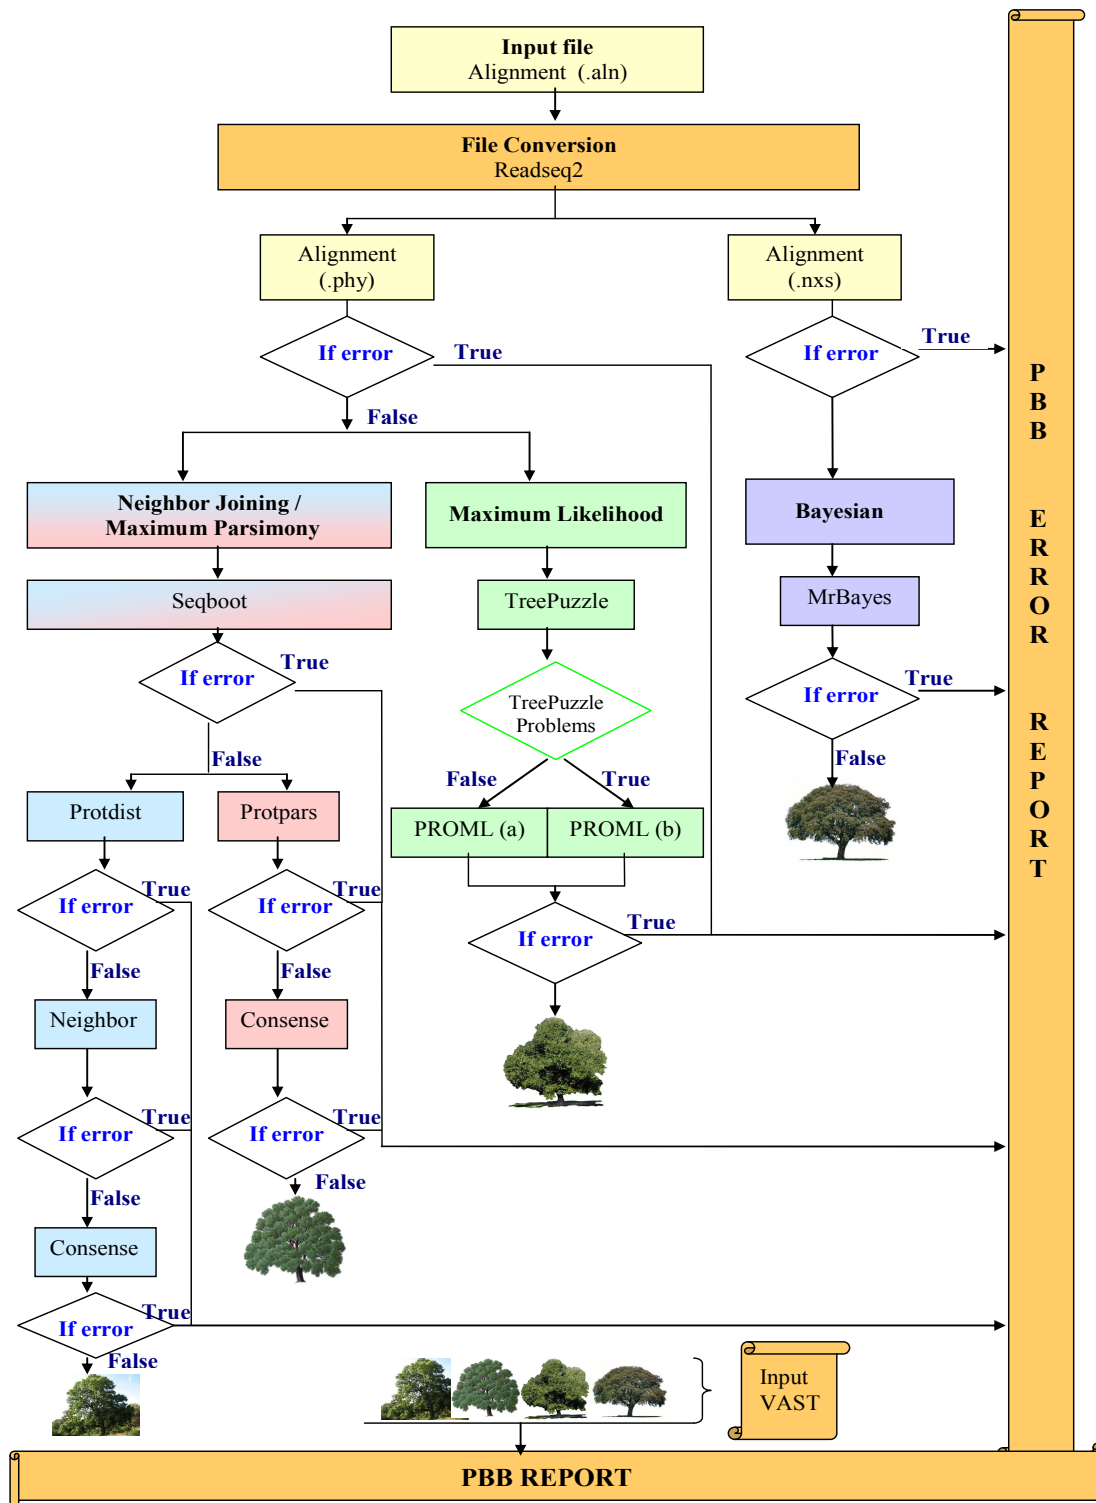 Input file
Alignment (.aln)
File Conversion
Readseq2
Alignment
(.phy)
Alignment
(.nxs)
If error
True
If error
True
False
Neighbor Joining /
Maximum Parsimony
Maximum Likelihood
Bayesian
Seqboot
TreePuzzle
MrBayes
If error
True
TreePuzzle
Problems
If error
True
False
False
True
False
Protdist
Protpars
PROML (a)
PROML (b)
If error
True
If error
True
If error
True
False
False
Neighbor
Consense
If error
True
If error
True
False
False
Consense
If error
True
False
Input
VAST
PBB REPORT
PBB ERROR REPORT